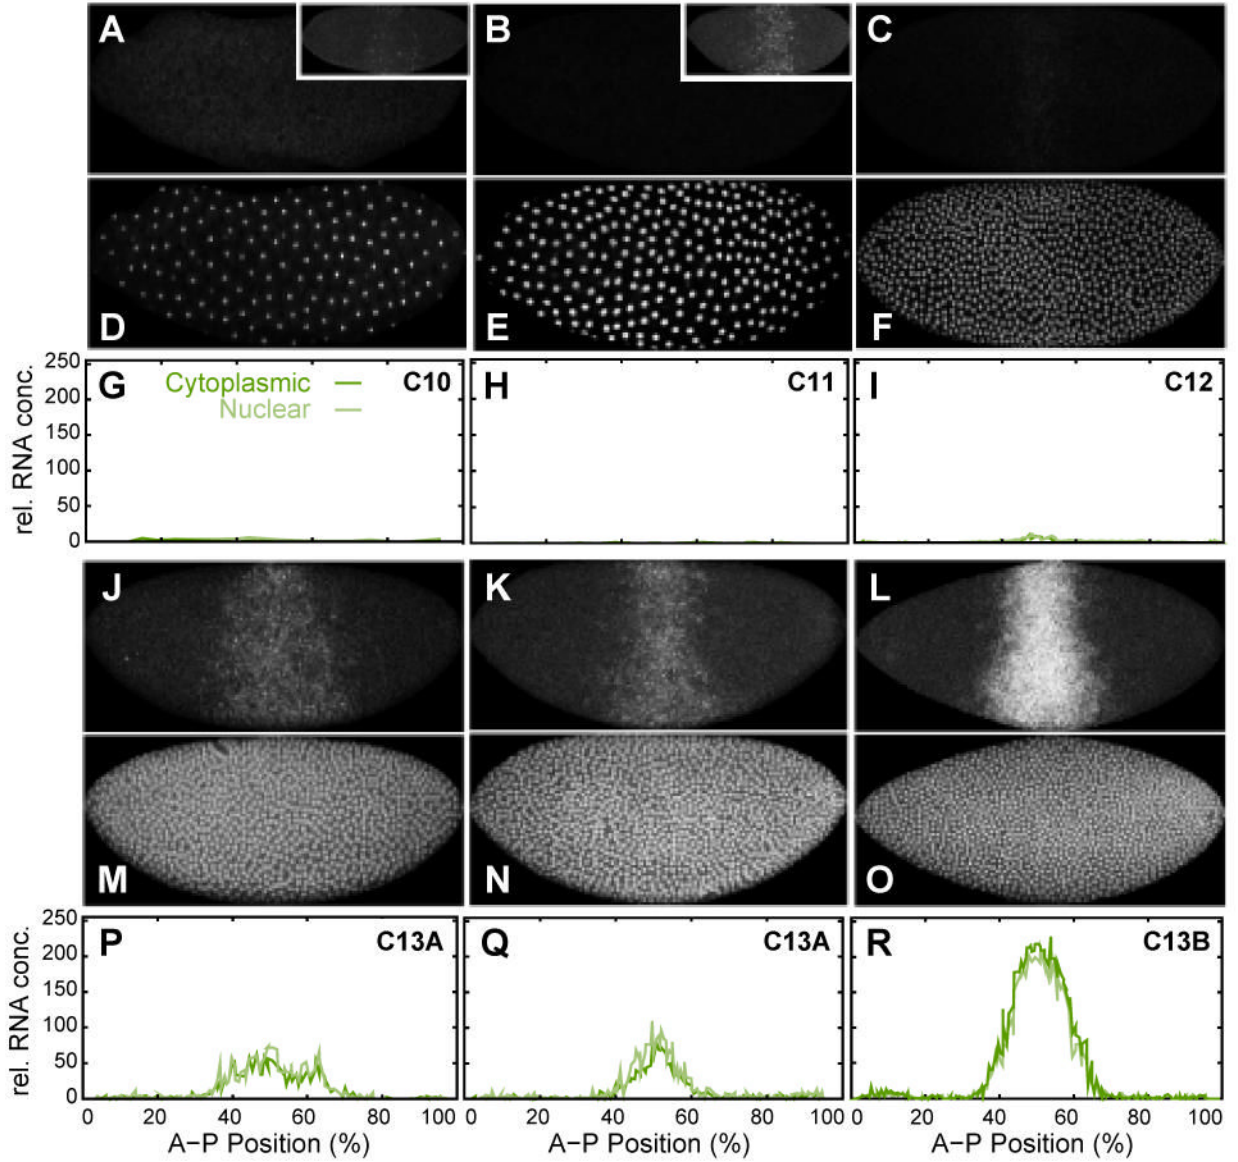 A B C
D E F
250 200 150 100 50 0
rel. RNA conc.
G Cytoplasmic C10
Nuclear
H C11
I C12
J K L
M N O
250 200 150 100 50 0
rel. RNA conc.
P C13A
Q C13A
R C13B
0 20 40 60 80 100
0 20 40 60 80 100
0 20 40 60 80 100
A−P Position (%)
A−P Position (%)
A−P Position (%)